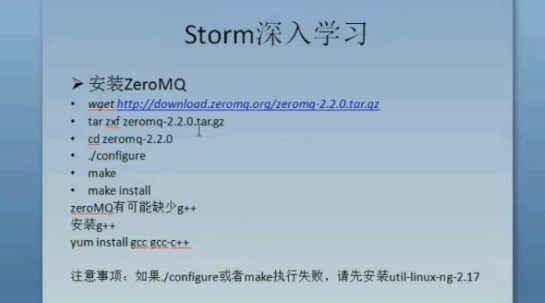 Storm深入学习
➢ 安装ZeroMQ
• wget http://download.zeromq.org/zeromq-2.2.0.tar.gz
• tar zxf zeromq-2.2.0.tar.gz
• cd zeromq-2.2.0
• ./configure
• make
• make install
zeroMQ有可能缺少g++
安装g++
yum install gcc gcc-c++
注意事项：如果./configure或者make执行失败，请先安装util-linux-ng-2.17